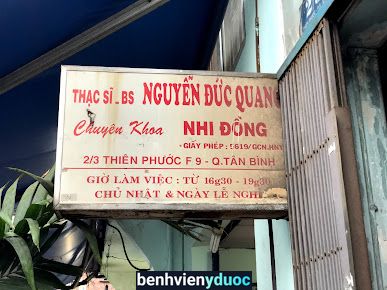 THẠC SĨ - BS NGUYỄN ĐỨC QUANG
Chuyên Khoa NHI ĐỒNG
GIẤY PHÉP : 5619/GCN.HNY
2/3 THIÊN PHƯỚC F 9 - Q.TÂN BÌNH
GIỜ LÀM VIỆC : TỪ 16g30 - 19g30
CHỦ NHẬT & NGÀY LỄ NGHỈ
benhvienyduoc